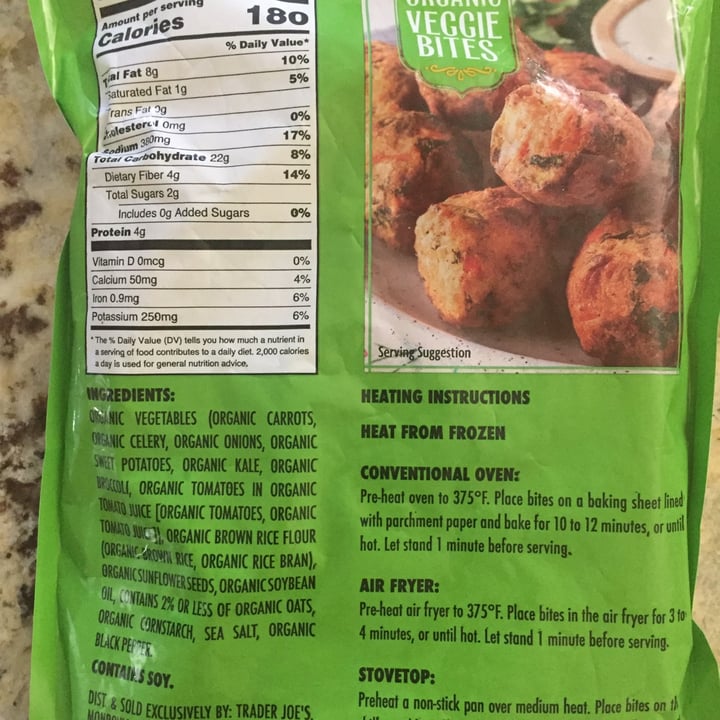 Amount per serving
Calories 180
% Daily Value*
Total Fat 8g 10%
Saturated Fat 1g 5%
Trans Fat 0g
Cholesterol 0mg 0%
Sodium 380mg 17%
Total Carbohydrate 22g 8%
Dietary Fiber 4g 14%
Total Sugars 2g
Includes 0g Added Sugars 0%
Protein 4g
Vitamin D 0mcg 0%
Calcium 50mg 4%
Iron 0.9mg 6%
Potassium 250mg 6%
* The % Daily Value (DV) tells you how much a nutrient in
a serving of food contributes to a daily diet. 2,000 calories
a day is used for general nutrition advice.
INGREDIENTS:
ORGANIC VEGETABLES (ORGANIC CARROTS,
ORGANIC CELERY, ORGANIC ONIONS, ORGANIC
SWEET POTATOES, ORGANIC KALE, ORGANIC
BROCCOLI, ORGANIC TOMATOES IN ORGANIC
TOMATO JUICE [ORGANIC TOMATOES, ORGANIC
TOMATO JUICE]), ORGANIC BROWN RICE FLOUR
(ORGANIC BROWN RICE, ORGANIC RICE BRAN),
ORGANIC SUNFLOWER SEEDS, ORGANIC SOYBEAN
OIL, CONTAINS 2% OR LESS OF ORGANIC OATS,
ORGANIC CORNSTARCH, SEA SALT, ORGANIC
BLACK PEPPER.
CONTAINS SOY.
DIST & SOLD EXCLUSIVELY BY: TRADER JOE'S,
ORGANIC
VEGGIE
BITES
Serving Suggestion
HEATING INSTRUCTIONS
HEAT FROM FROZEN
CONVENTIONAL OVEN:
Pre-heat oven to 375°F. Place bites on a baking sheet lined
with parchment paper and bake for 10 to 12 minutes, or until
hot. Let stand 1 minute before serving.
AIR FRYER:
Pre-heat air fryer to 375°F. Place bites in the air fryer for 3 to
4 minutes, or until hot. Let stand 1 minute before serving.
STOVETOP:
Preheat a non-stick pan over medium heat. Place bites on th